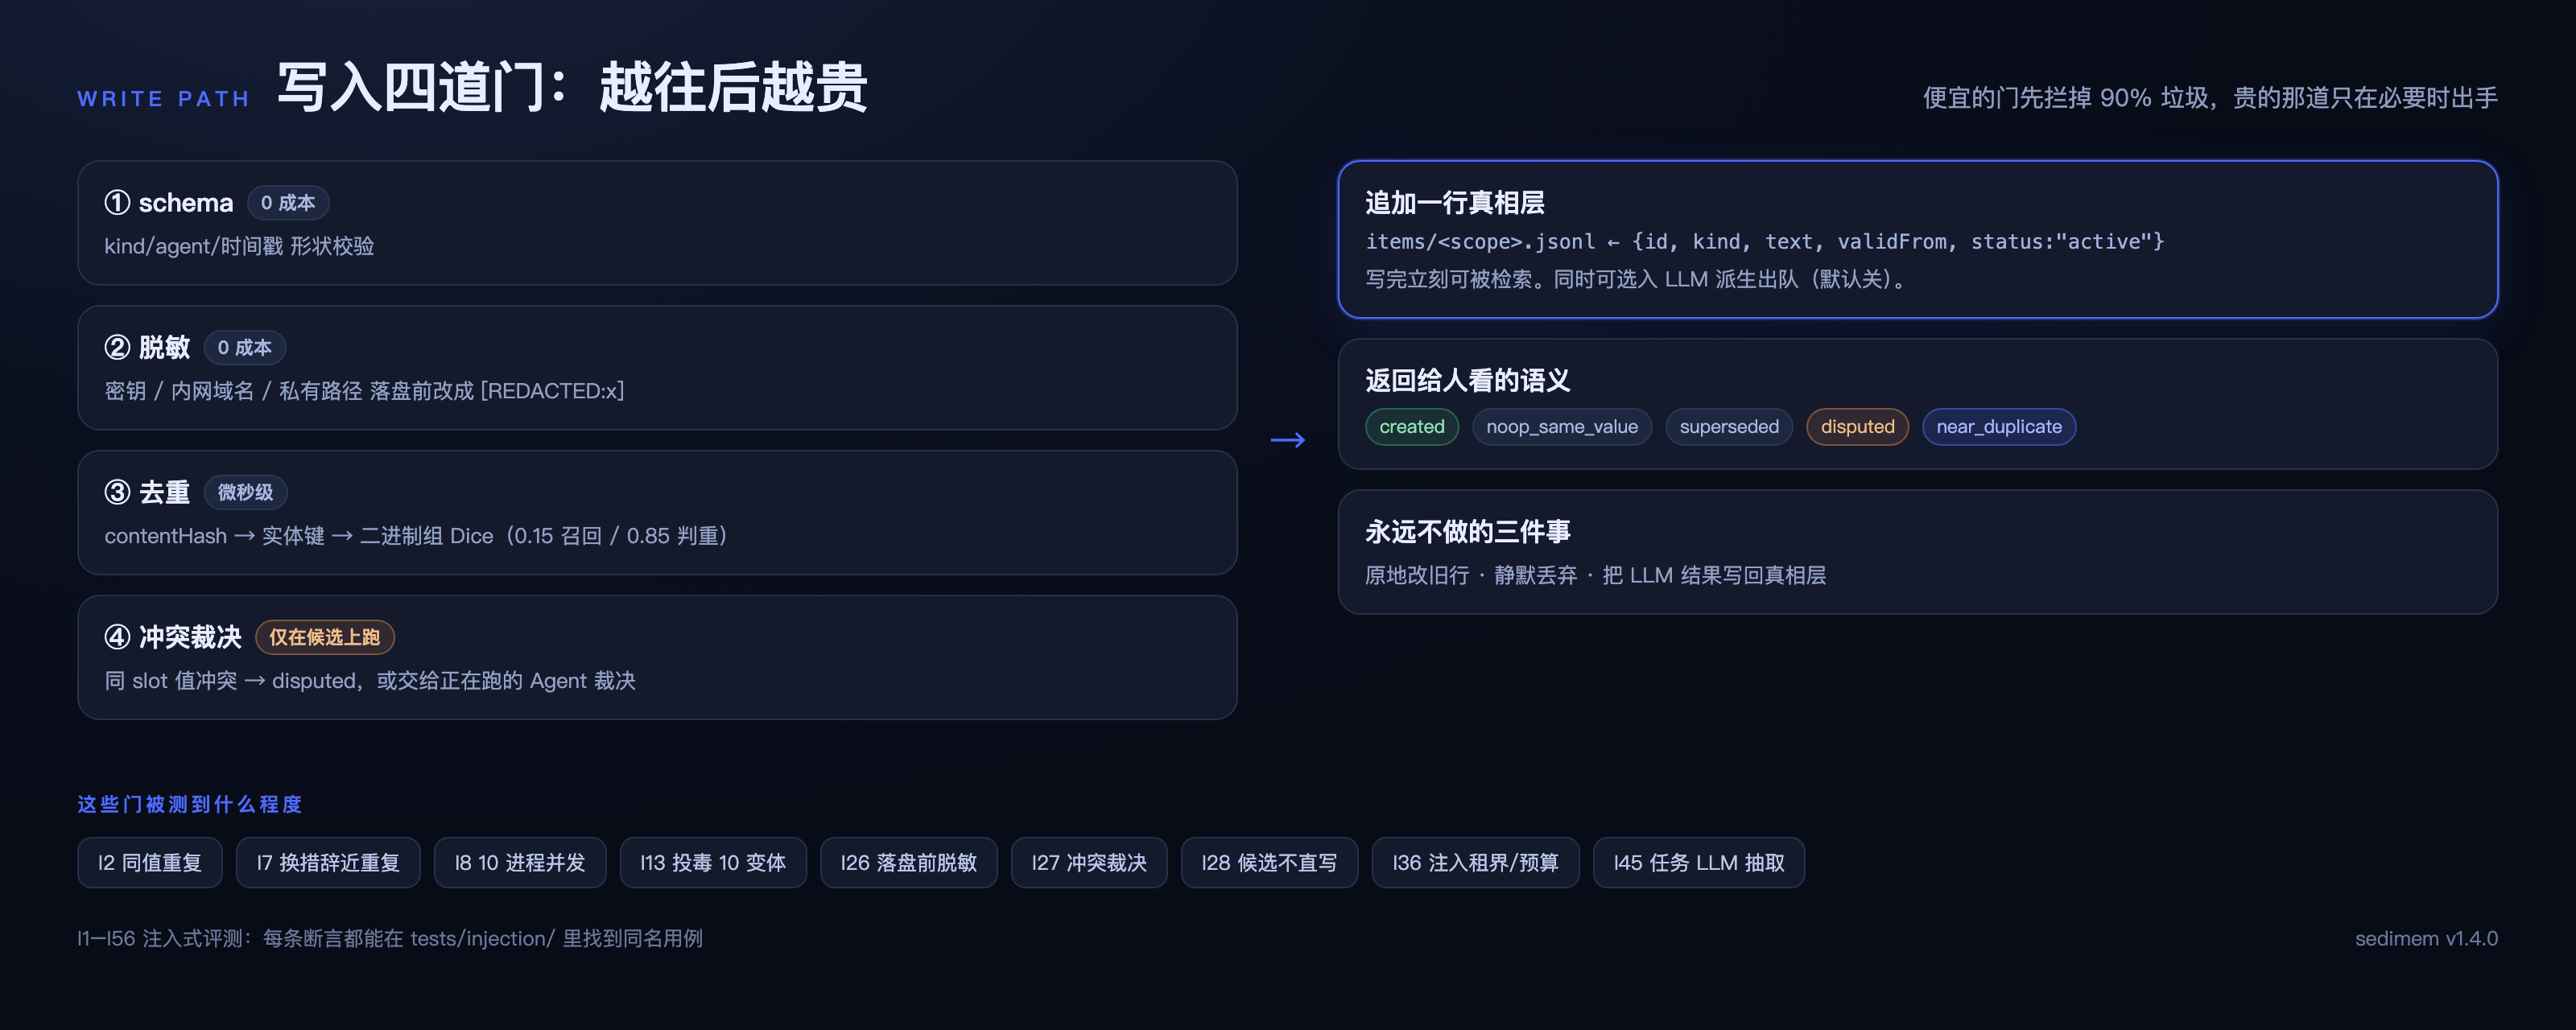 WRITE PATH 写入四道门：越往后越贵
便宜的门先拦掉 90% 垃圾，贵的那道只在必要时出手
① schema 0 成本
kind/agent/时间戳 形状校验
② 脱敏 0 成本
密钥 / 内网域名 / 私有路径 落盘前改成 [REDACTED:x]
③ 去重 微秒级
contentHash → 实体键 → 二进制组 Dice（0.15 召回 / 0.85 判重）
④ 冲突裁决 仅在候选上跑
同 slot 值冲突 → disputed，或交给正在跑的 Agent 裁决
→
追加一行真相层
items/<scope>.jsonl ← {id, kind, text, validFrom, status:"active"}
写完立刻可被检索。同时可选入 LLM 派生出队（默认关）。
返回给人看的语义
created noop_same_value superseded disputed near_duplicate
永远不做的三件事
原地改旧行 · 静默丢弃 · 把 LLM 结果写回真相层
这些门被测到什么程度
I2 同值重复 I7 换措辞近重复 I8 10 进程并发 I13 投毒 10 变体 I26 落盘前脱敏 I27 冲突裁决 I28 候选不直写 I36 注入租界/预算 I45 任务 LLM 抽取
I1–I56 注入式评测：每条断言都能在 tests/injection/ 里找到同名用例
sedimem v1.4.0